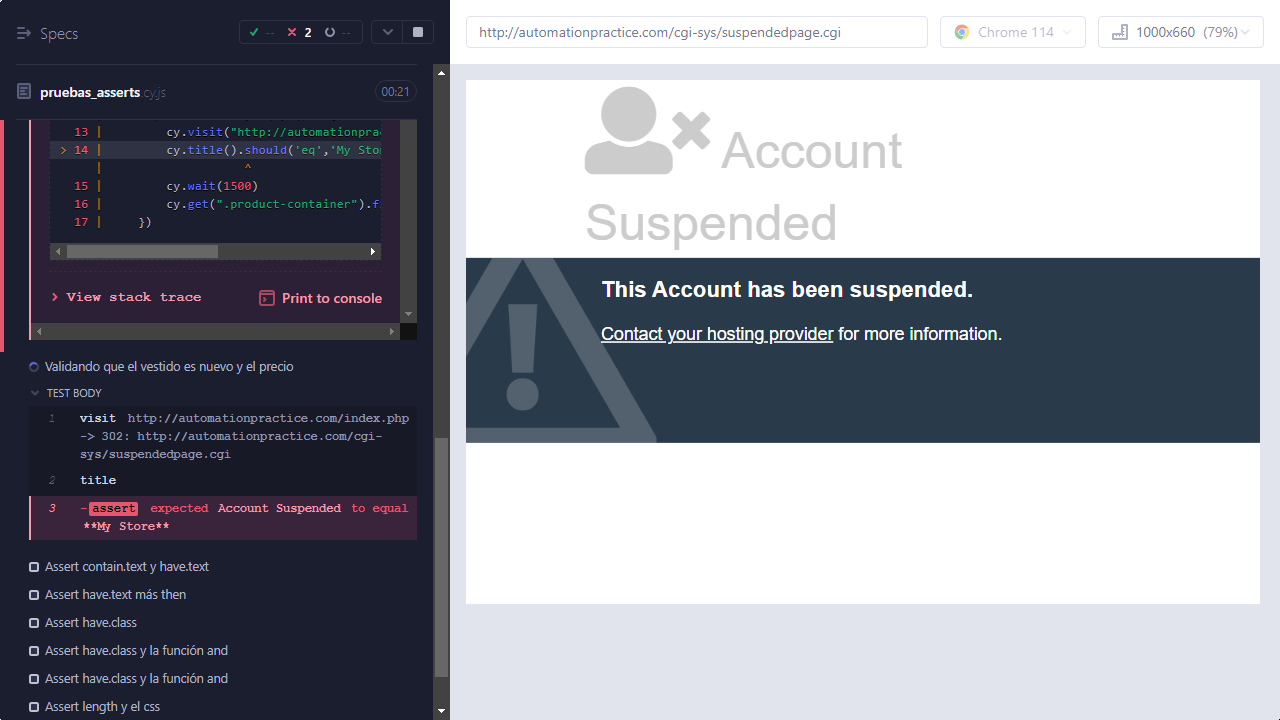 Specs
-- 2 --
pruebas_asserts.cy.js 00:21
13 | cy.visit("http://automationprac
> 14 | cy.title().should('eq','My Sto
| ^
15 | cy.wait(1500)
16 | cy.get(".product-container").f
17 | })
> View stack trace Print to console
Validando que el vestido es nuevo y el precio
TEST BODY
1 visit http://automationpractice.com/index.php
-> 302: http://automationpractice.com/cgi-
sys/suspendedpage.cgi
2 title
3 -assert expected Account Suspended to equal
**My Store**
Assert contain.text y have.text
Assert have.text más then
Assert have.class
Assert have.class y la función and
Assert have.class y la función and
Assert length y el css
http://automationpractice.com/cgi-sys/suspendedpage.cgi
Chrome 114
1000x660 (79%)
Account
Suspended
This Account has been suspended.
Contact your hosting provider for more information.